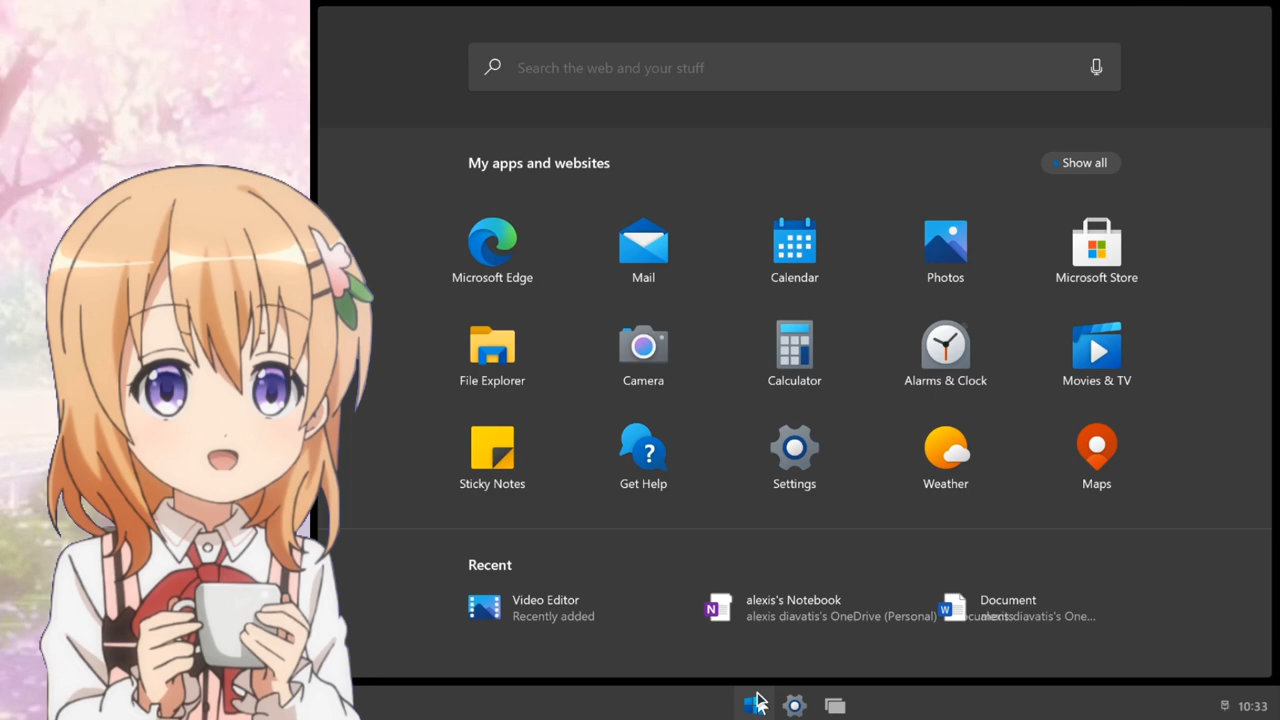 Search the web and your stuff
My apps and websites
Show all
Microsoft Edge
Mail
Calendar
Photos
Microsoft Store
File Explorer
Camera
Calculator
Alarms & Clock
Movies & TV
Sticky Notes
Get Help
Settings
Weather
Maps
Recent
Video Editor
Recently added
alexis's Notebook
alexis diavatis's OneDrive (Personal)
Document
diavatis's One...
10:33